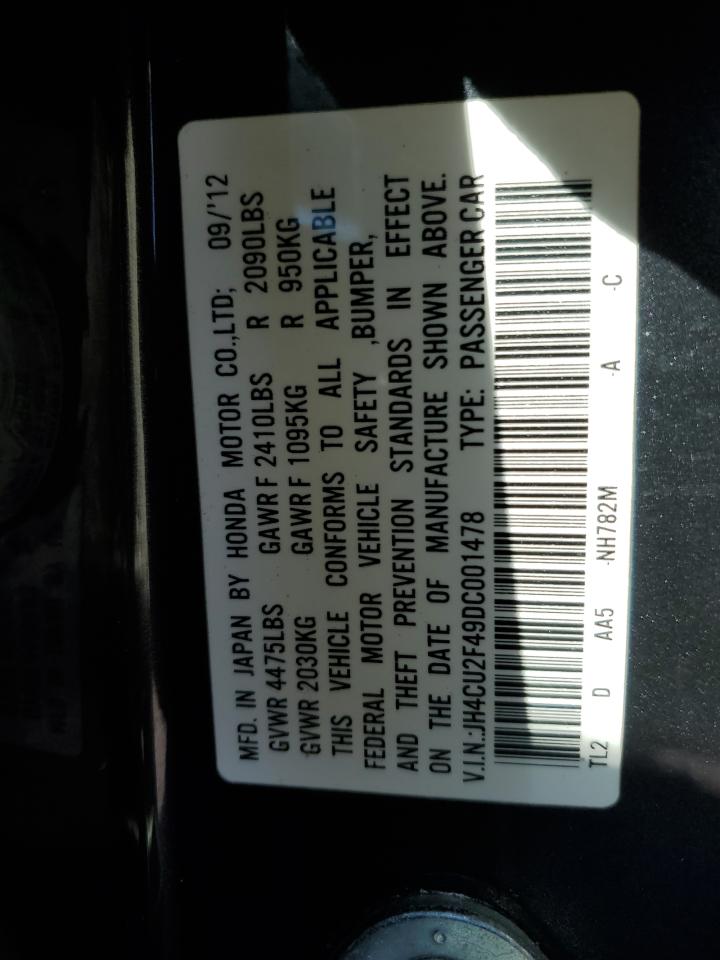 MFD. IN JAPAN BY HONDA MOTOR CO.,LTD; 09/'12
GVWR 4475LBS GAWR F 2410LBS R 2090LBS
GVWR 2030KG GAWR F 1095KG R 950KG
THIS VEHICLE CONFORMS TO ALL APPLICABLE
FEDERAL MOTOR VEHICLE SAFETY ,BUMPER,
AND THEFT PREVENTION STANDARDS IN EFFECT
ON THE DATE OF MANUFACTURE SHOWN ABOVE.
V.I.N.:JH4CU2F49DC001478 TYPE: PASSENGER CAR
TL2 D AA5 -NH782M -A -C